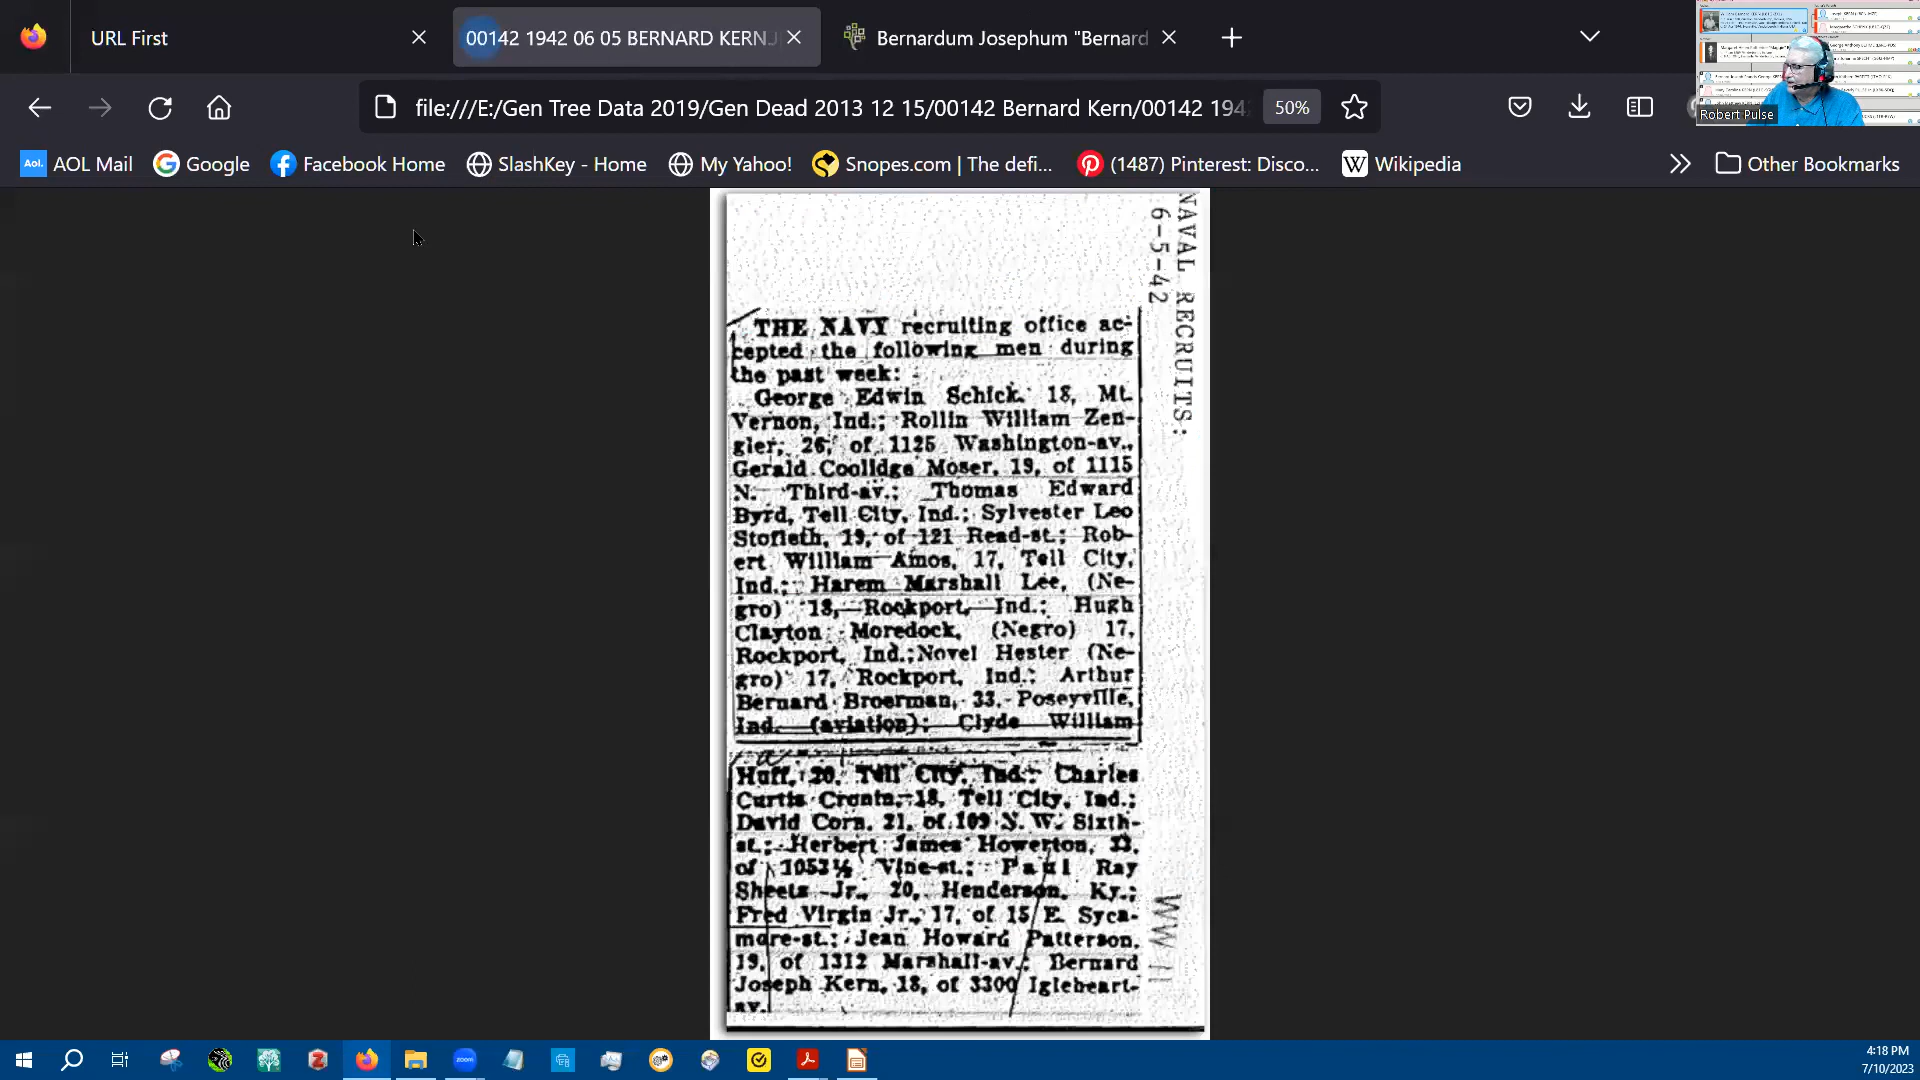 URL First
00142 1942 06 05 BERNARD KERN.J
Bernardum Josephum "Bernard
file:///E:/Gen Tree Data 2019/Gen Dead 2013 12 15/00142 Bernard Kern/00142 194
50%
Robert Pulse
Aol.
AOL Mail
Google
Facebook Home
SlashKey - Home
My Yahoo!
Snopes.com | The defi...
(1487) Pinterest: Disco...
W Wikipedia
Other Bookmarks
NAVAL RECRUITS:
6-5-42
THE NAVY recruiting office ac-
cepted the following men during
the past week:
George Edwin Schick, 18, Mt.
Vernon, Ind.; Rollin William Zen-
gler, 26, of 1125 Washington-av.,
Gerald Coolidge Moser, 19, of 1115
N. Third-av.; Thomas Edward
Byrd, Tell City, Ind.; Sylvester Leo
Stofleth, 19, of 121 Read-st.; Rob-
ert William Amos, 17, Tell City,
Ind.; Harem Marshall Lee, (Ne-
gro) 18, Rockport, Ind.; Hugh
Clayton Moredock, (Negro) 17,
Rockport, Ind.; Novel Hester (Ne-
gro) 17, Rockport, Ind.; Arthur
Bernard Broerman, 33, Poseyville,
Ind. (aviation); Clyde William
Huff, 20, Tell City, Ind.; Charles
Curtis Cronin, 18, Tell City, Ind.;
David Corn, 21, of 109 N. W. Sixth-
st.; Herbert James Howerton,
of 1053½ Vine-st.; Paul Ray
Sheets Jr., 20, Henderson, Ky.;
Fred Virgin Jr., 17, of 15 E. Syca-
more-st.; Jean Howard Patterson,
19, of 1312 Marshall-av.; Bernard
Joseph Kern, 18, of 3300 Igleheart-
av.
WW II
zoom
4:18 PM
7/10/2023